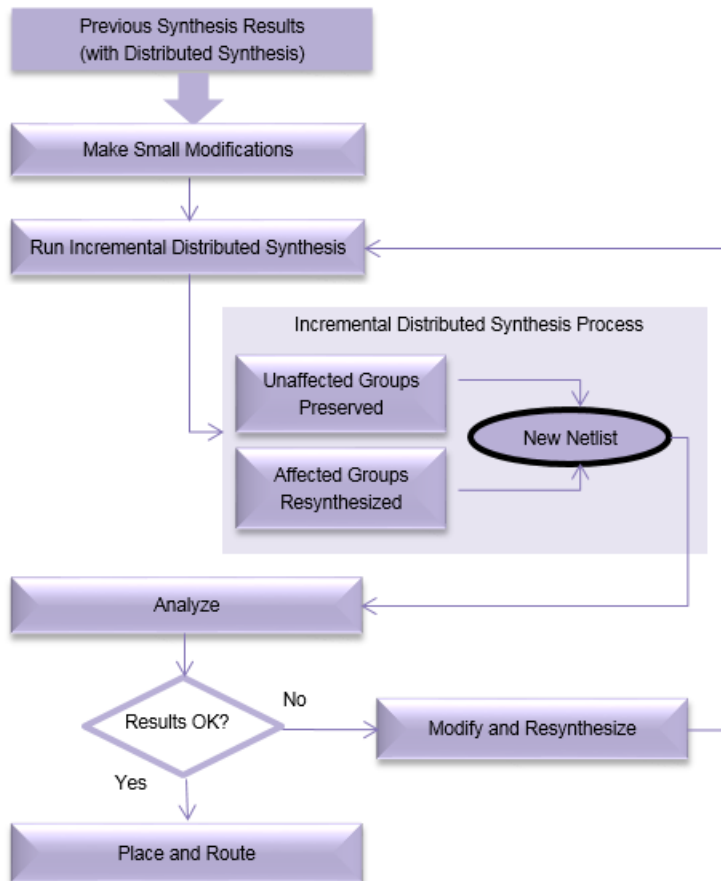 Previous Synthesis Results
(with Distributed Synthesis)
Make Small Modifications
Run Incremental Distributed Synthesis
Incremental Distributed Synthesis Process
Unaffected Groups
Preserved
New Netlist
Affected Groups
Resynthesized
Analyze
Results OK?
No
Modify and Resynthesize
Yes
Place and Route